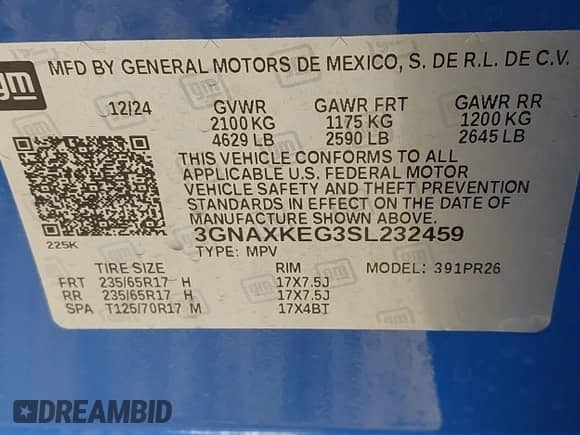 gm
MFD BY GENERAL MOTORS DE MEXICO, S. DE R.L. DE C.V.
12/24 GVWR GAWR FRT GAWR RR
2100 KG 1175 KG 1200 KG
4629 LB 2590 LB 2645 LB
THIS VEHICLE CONFORMS TO ALL
APPLICABLE U.S. FEDERAL MOTOR
VEHICLE SAFETY AND THEFT PREVENTION
STANDARDS IN EFFECT ON THE DATE OF
MANUFACTURE SHOWN ABOVE.
225K 3GNAXKEG3SL232459
TYPE: MPV MODEL: 391PR26
TIRE SIZE RIM
FRT 235/65R17 H 17X7.5J
RR 235/65R17 H 17X7.5J
SPA T125/70R17 M 17X4BT
DREAMBID